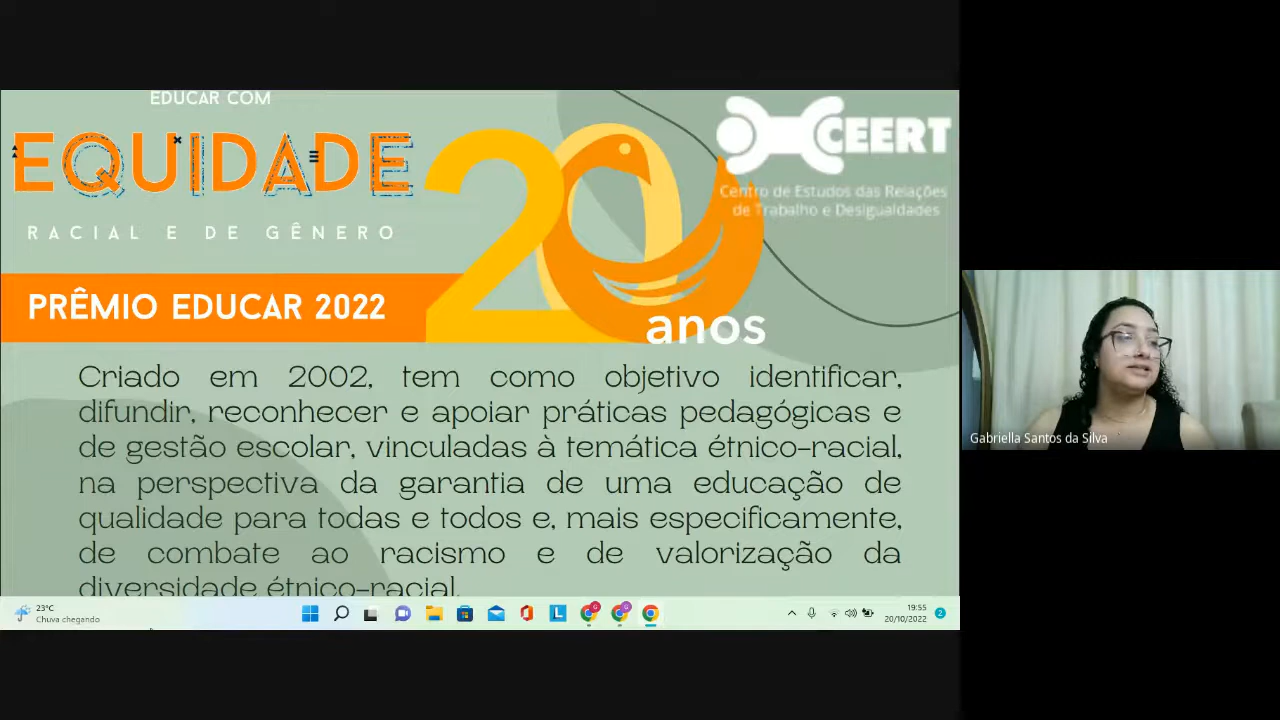 EDUCAR COM
EQUIDADE
RACIAL E DE GÊNERO
20
anos
CEERT
Centro de Estudos das Relações
de Trabalho e Desigualdades
PRÊMIO EDUCAR 2022
Criado em 2002, tem como objetivo identificar,
difundir, reconhecer e apoiar práticas pedagógicas e
de gestão escolar, vinculadas à temática étnico-racial,
na perspectiva da garantia de uma educação de
qualidade para todas e todos e, mais especificamente,
de combate ao racismo e de valorização da
diversidade étnico-racial.
Gabriella Santos da Silva
23°C
Chuva chegando
L
G
G
19:55
20/10/2022
2